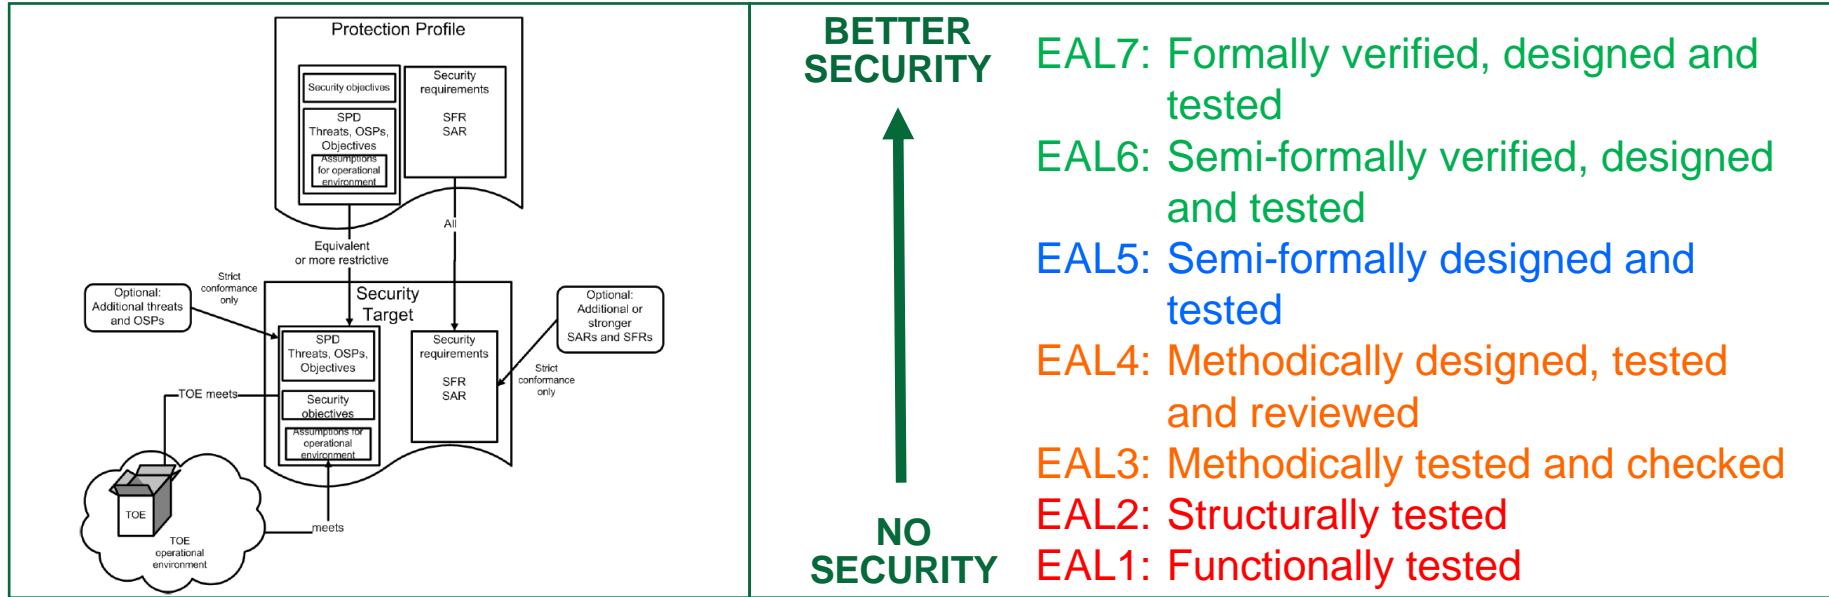 Protection Profile
Security objectives
SPD
Threats, OSPs,
Objectives
Assumptions for operational
environment
Security
requirements
SFR
SAR
All
Equivalent
or more restrictive
Strict
conformance
only
Optional:
Additional threats
and OSPs
Security
Target
Optional:
Additional or
stronger
SARs and SFRs
SPD
Threats, OSPs,
Objectives
Security
objectives
Assumptions for
operational
environment
Security
requirements
SFR
SAR
Strict
conformance
only
TOE meets
TOE
TOE
operational
environment
meets
BETTER
SECURITY
NO
SECURITY
EAL7: Formally verified, designed and
tested
EAL6: Semi-formally verified, designed
and tested
EAL5: Semi-formally designed and
tested
EAL4: Methodically designed, tested
and reviewed
EAL3: Methodically tested and checked
EAL2: Structurally tested
EAL1: Functionally tested